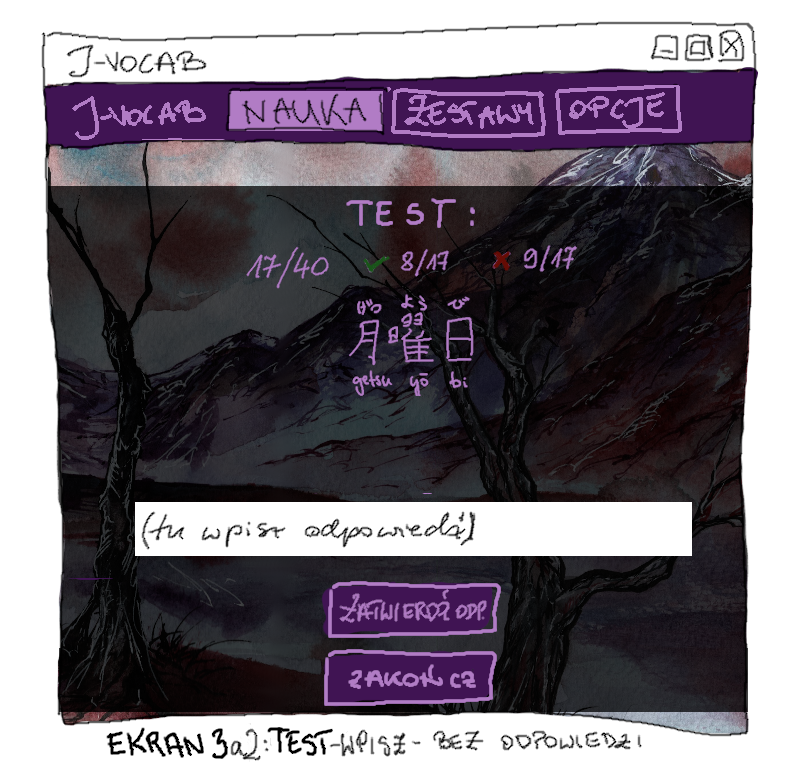 J-VOCAB
J-VOCAB NAUKA ZESTAWY OPCJE
TEST:
17/40 ✓ 8/17 ✗ 9/17
げつ よう び
月曜日
getsu yō bi
(tu wpisz odpowiedź)
ZATWIERDŹ ODP.
ZAKOŃCZ
EKRAN 3a2: TEST-WPISZ - BEZ ODPOWIEDZI